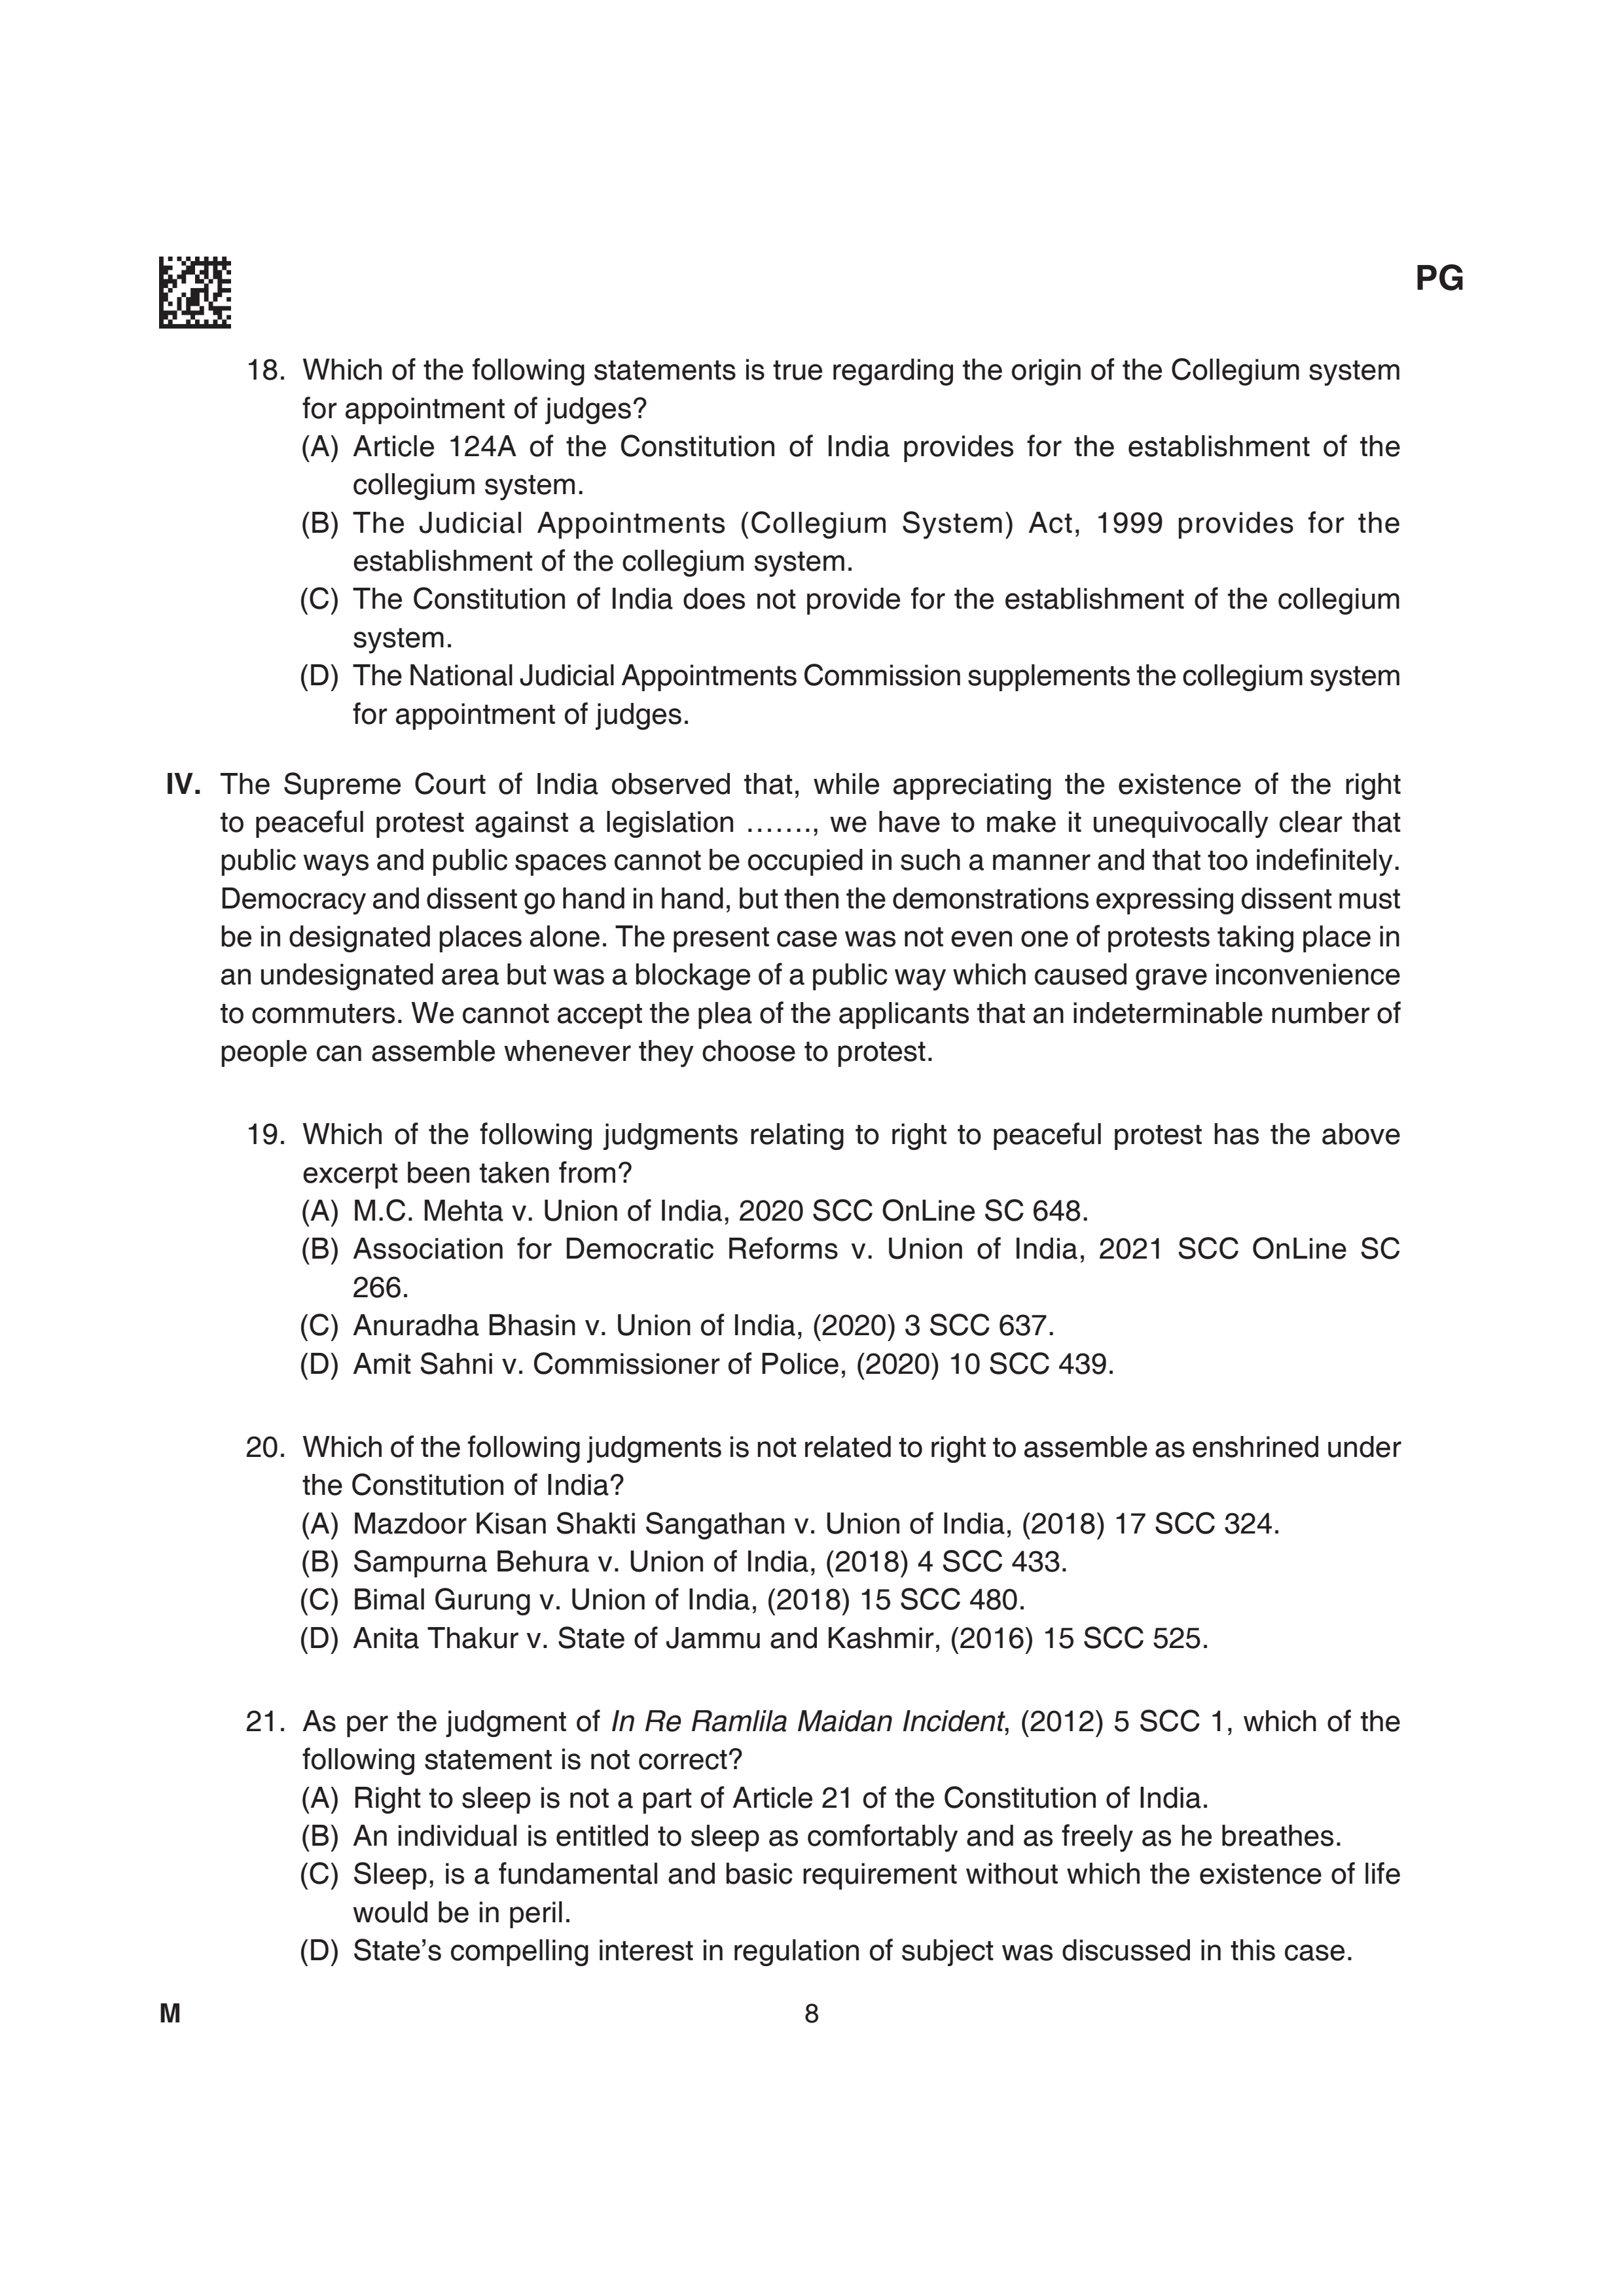 PG
18. Which of the following statements is true regarding the origin of the Collegium system
for appointment of judges?
(A) Article 124A of the Constitution of India provides for the establishment of the
collegium system.
(B) The Judicial Appointments (Collegium System) Act, 1999 provides for the
establishment of the collegium system.
(C) The Constitution of India does not provide for the establishment of the collegium
system.
(D) The National Judicial Appointments Commission supplements the collegium system
for appointment of judges.
IV. The Supreme Court of India observed that, while appreciating the existence of the right
to peaceful protest against a legislation ……., we have to make it unequivocally clear that
public ways and public spaces cannot be occupied in such a manner and that too indefinitely.
Democracy and dissent go hand in hand, but then the demonstrations expressing dissent must
be in designated places alone. The present case was not even one of protests taking place in
an undesignated area but was a blockage of a public way which caused grave inconvenience
to commuters. We cannot accept the plea of the applicants that an indeterminable number of
people can assemble whenever they choose to protest.
19. Which of the following judgments relating to right to peaceful protest has the above
excerpt been taken from?
(A) M.C. Mehta v. Union of India, 2020 SCC OnLine SC 648.
(B) Association for Democratic Reforms v. Union of India, 2021 SCC OnLine SC
266.
(C) Anuradha Bhasin v. Union of India, (2020) 3 SCC 637.
(D) Amit Sahni v. Commissioner of Police, (2020) 10 SCC 439.
20. Which of the following judgments is not related to right to assemble as enshrined under
the Constitution of India?
(A) Mazdoor Kisan Shakti Sangathan v. Union of India, (2018) 17 SCC 324.
(B) Sampurna Behura v. Union of India, (2018) 4 SCC 433.
(C) Bimal Gurung v. Union of India, (2018) 15 SCC 480.
(D) Anita Thakur v. State of Jammu and Kashmir, (2016) 15 SCC 525.
21. As per the judgment of In Re Ramlila Maidan Incident, (2012) 5 SCC 1, which of the
following statement is not correct?
(A) Right to sleep is not a part of Article 21 of the Constitution of India.
(B) An individual is entitled to sleep as comfortably and as freely as he breathes.
(C) Sleep, is a fundamental and basic requirement without which the existence of life
would be in peril.
(D) State's compelling interest in regulation of subject was discussed in this case.
M 8